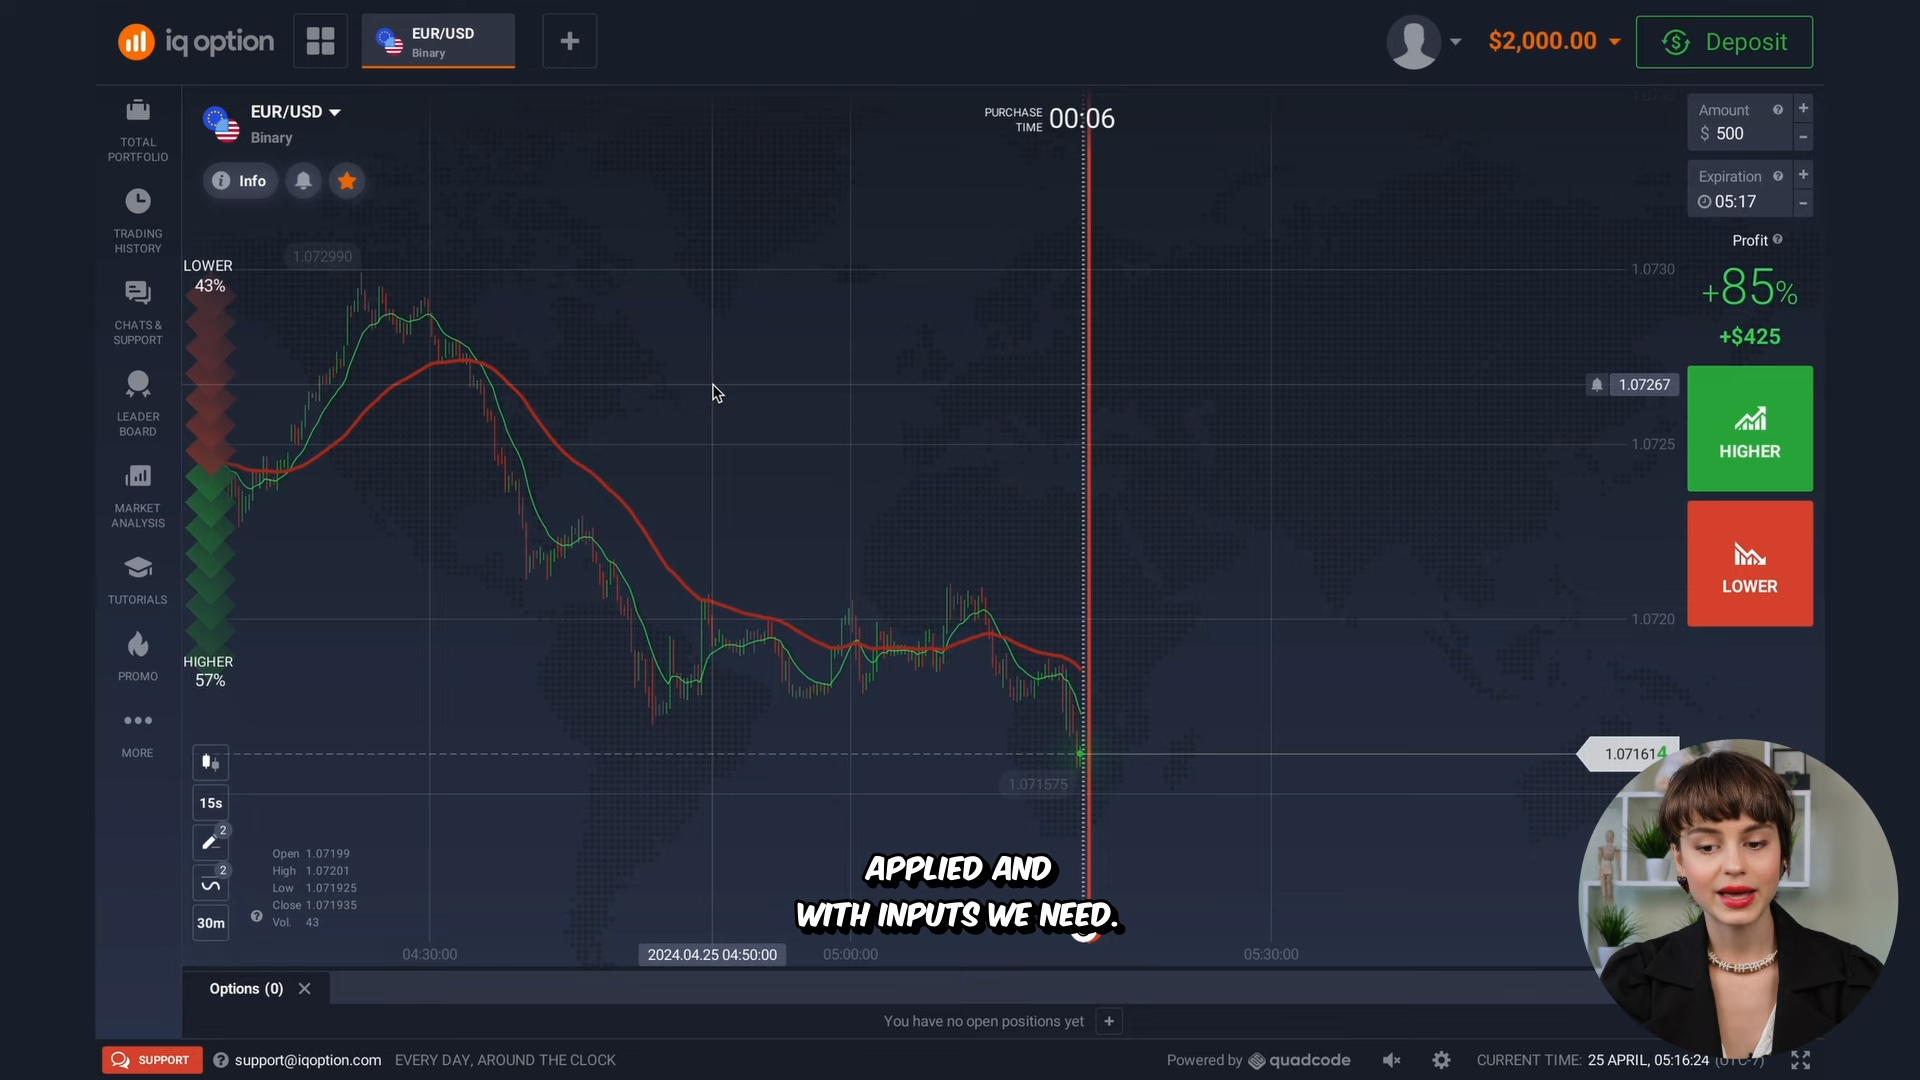 iq option
EUR/USD
Binary
+
$2,000.00
Deposit
TOTAL
PORTFOLIO
TRADING
HISTORY
CHATS &
SUPPORT
LEADER
BOARD
MARKET
ANALYSIS
TUTORIALS
PROMO
MORE
EUR/USD
Binary
Info
PURCHASE
TIME
00:06
Amount
$ 500
Expiration
05:17
Profit
+85%
+$425
HIGHER
LOWER
LOWER
43%
HIGHER
57%
1.072990
1.0730
1.07267
1.0725
1.0720
1.071614
1.071575
15s
2
2
30m
Open 1.07199
High 1.07201
Low 1.071925
Close 1.071935
Vol. 43
APPLIED AND
WITH INPUTS WE NEED.
04:30:00
2024.04.25 04:50:00
05:00:00
05:30:00
Options (0)
You have no open positions yet
SUPPORT
support@iqoption.com
EVERY DAY, AROUND THE CLOCK
Powered by quadcode
CURRENT TIME: 25 APRIL, 05:16:24 (UTC-7)